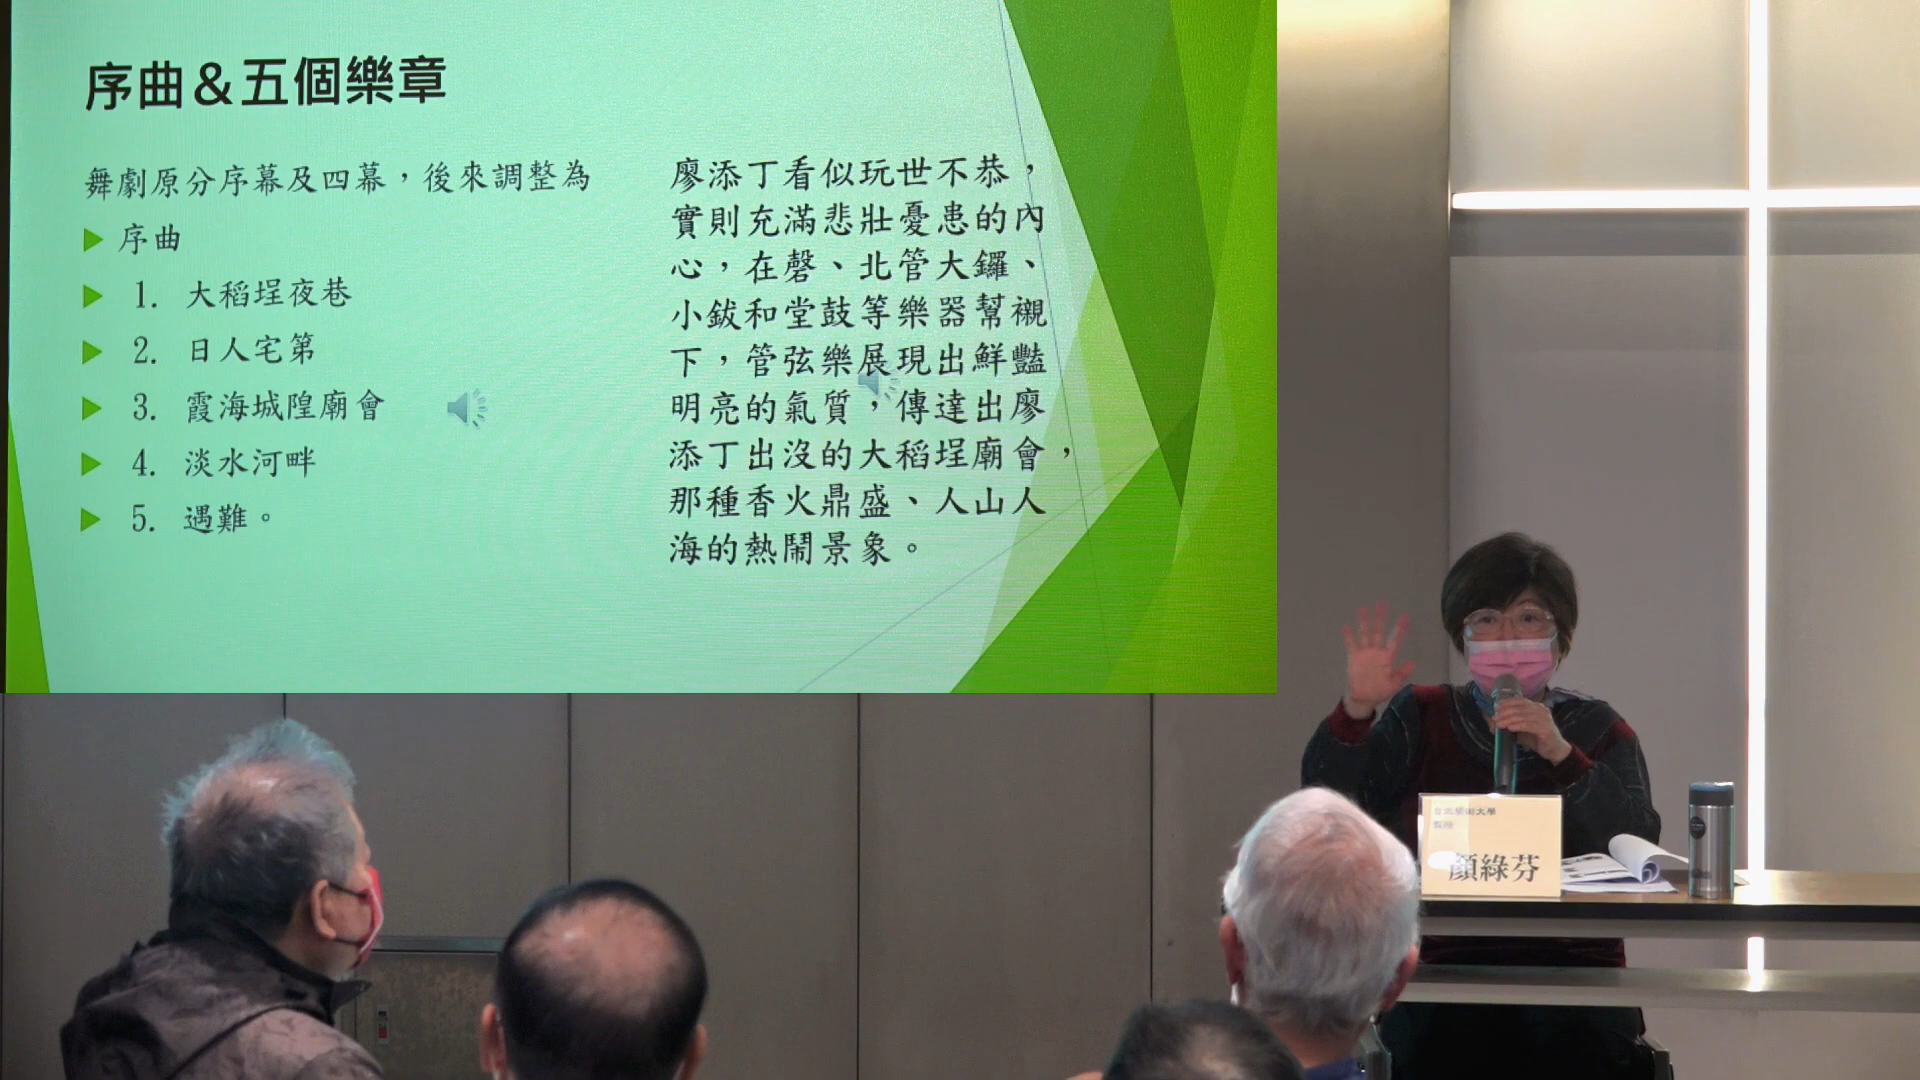 序曲＆五個樂章
舞劇原分序幕及四幕，後來調整為
序曲
1. 大稻埕夜巷
2. 日人宅第
3. 霞海城隍廟會
4. 淡水河畔
5. 遇難。
廖添丁看似玩世不恭，
實則充滿悲壯憂患的內
心，在磬、北管大鑼、
小鈸和堂鼓等樂器幫襯
下，管弦樂展現出鮮豔
明亮的氣質，傳達出廖
添丁出沒的大稻埕廟會，
那種香火鼎盛、人山人
海的熱鬧景象。
台北藝術大學
顏綠芬